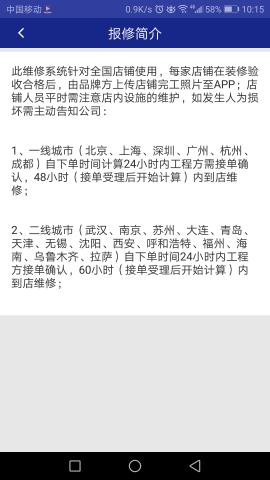 中国移动 0.9K/s 4G 58% 10:15
报修简介
此维修系统针对全国店铺使用，每家店铺在装修验
收合格后，由品牌方上传店铺完工照片至APP；店
铺人员平时需注意店内设施的维护，如发生人为损
坏需主动告知公司：
1、一线城市（北京、上海、深圳、广州、杭州、
成都）自下单时间计算24小时内工程方需接单确
认，48小时（接单受理后开始计算）内到店维
修；
2、二线城市（武汉、南京、苏州、大连、青岛、
天津、无锡、沈阳、西安、呼和浩特、福州、海
南、乌鲁木齐、拉萨）自下单时间24小时内工程
方接单确认，60小时（接单受理后开始计算）内
到店维修；